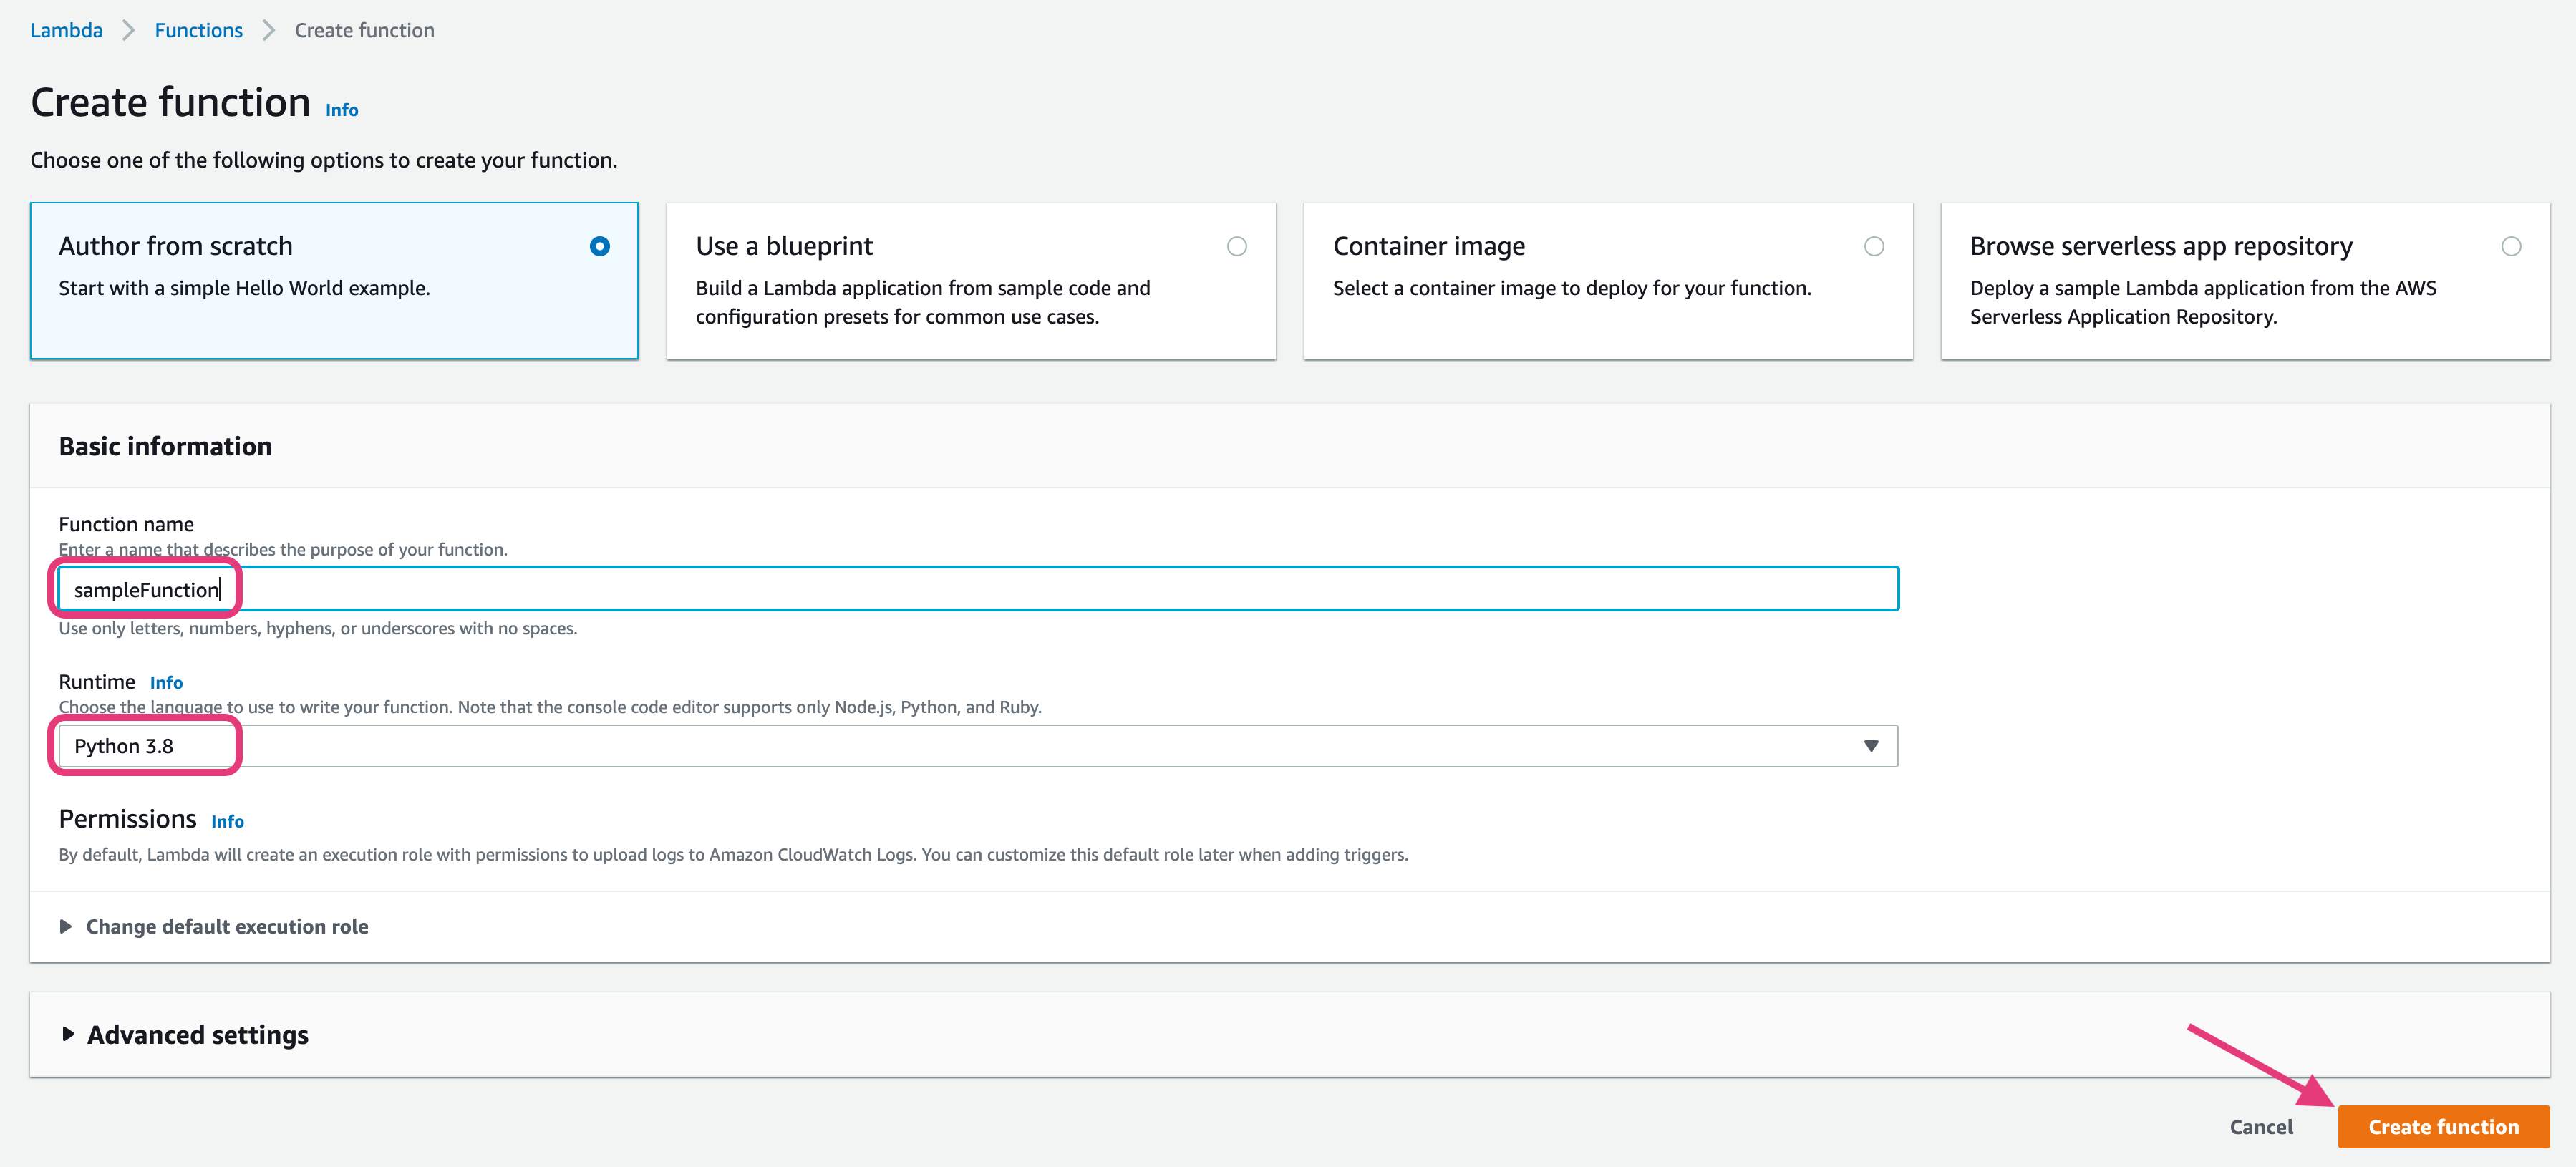 Lambda > Functions > Create function
Create function Info
Choose one of the following options to create your function.
Author from scratch
Start with a simple Hello World example.
Use a blueprint
Build a Lambda application from sample code and
configuration presets for common use cases.
Container image
Select a container image to deploy for your function.
Browse serverless app repository
Deploy a sample Lambda application from the AWS
Serverless Application Repository.
Basic information
Function name
Enter a name that describes the purpose of your function.
sampleFunction
Use only letters, numbers, hyphens, or underscores with no spaces.
Runtime Info
Choose the language to use to write your function. Note that the console code editor supports only Node.js, Python, and Ruby.
Python 3.8
Permissions Info
By default, Lambda will create an execution role with permissions to upload logs to Amazon CloudWatch Logs. You can customize this default role later when adding triggers.
Change default execution role
Advanced settings
Cancel Create function